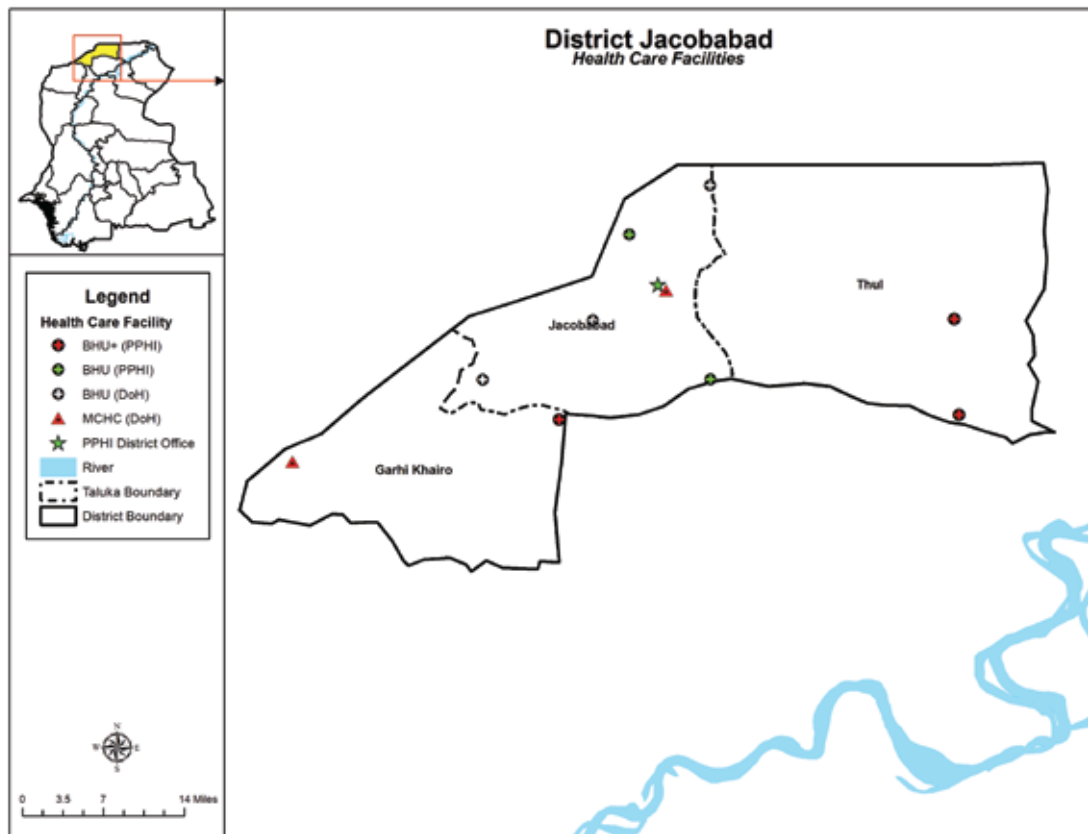 District Jacobabad
Health Care Facilities
Legend
Health Care Facility
BHU+ (PPHI)
BHU (PPHI)
BHU (DoH)
MCHC (DoH)
PPHI District Office
River
Taluka Boundary
District Boundary
Thul
Jacobabad
Garhi Khairo
N
W E
S
0 3.5 7 14 Miles